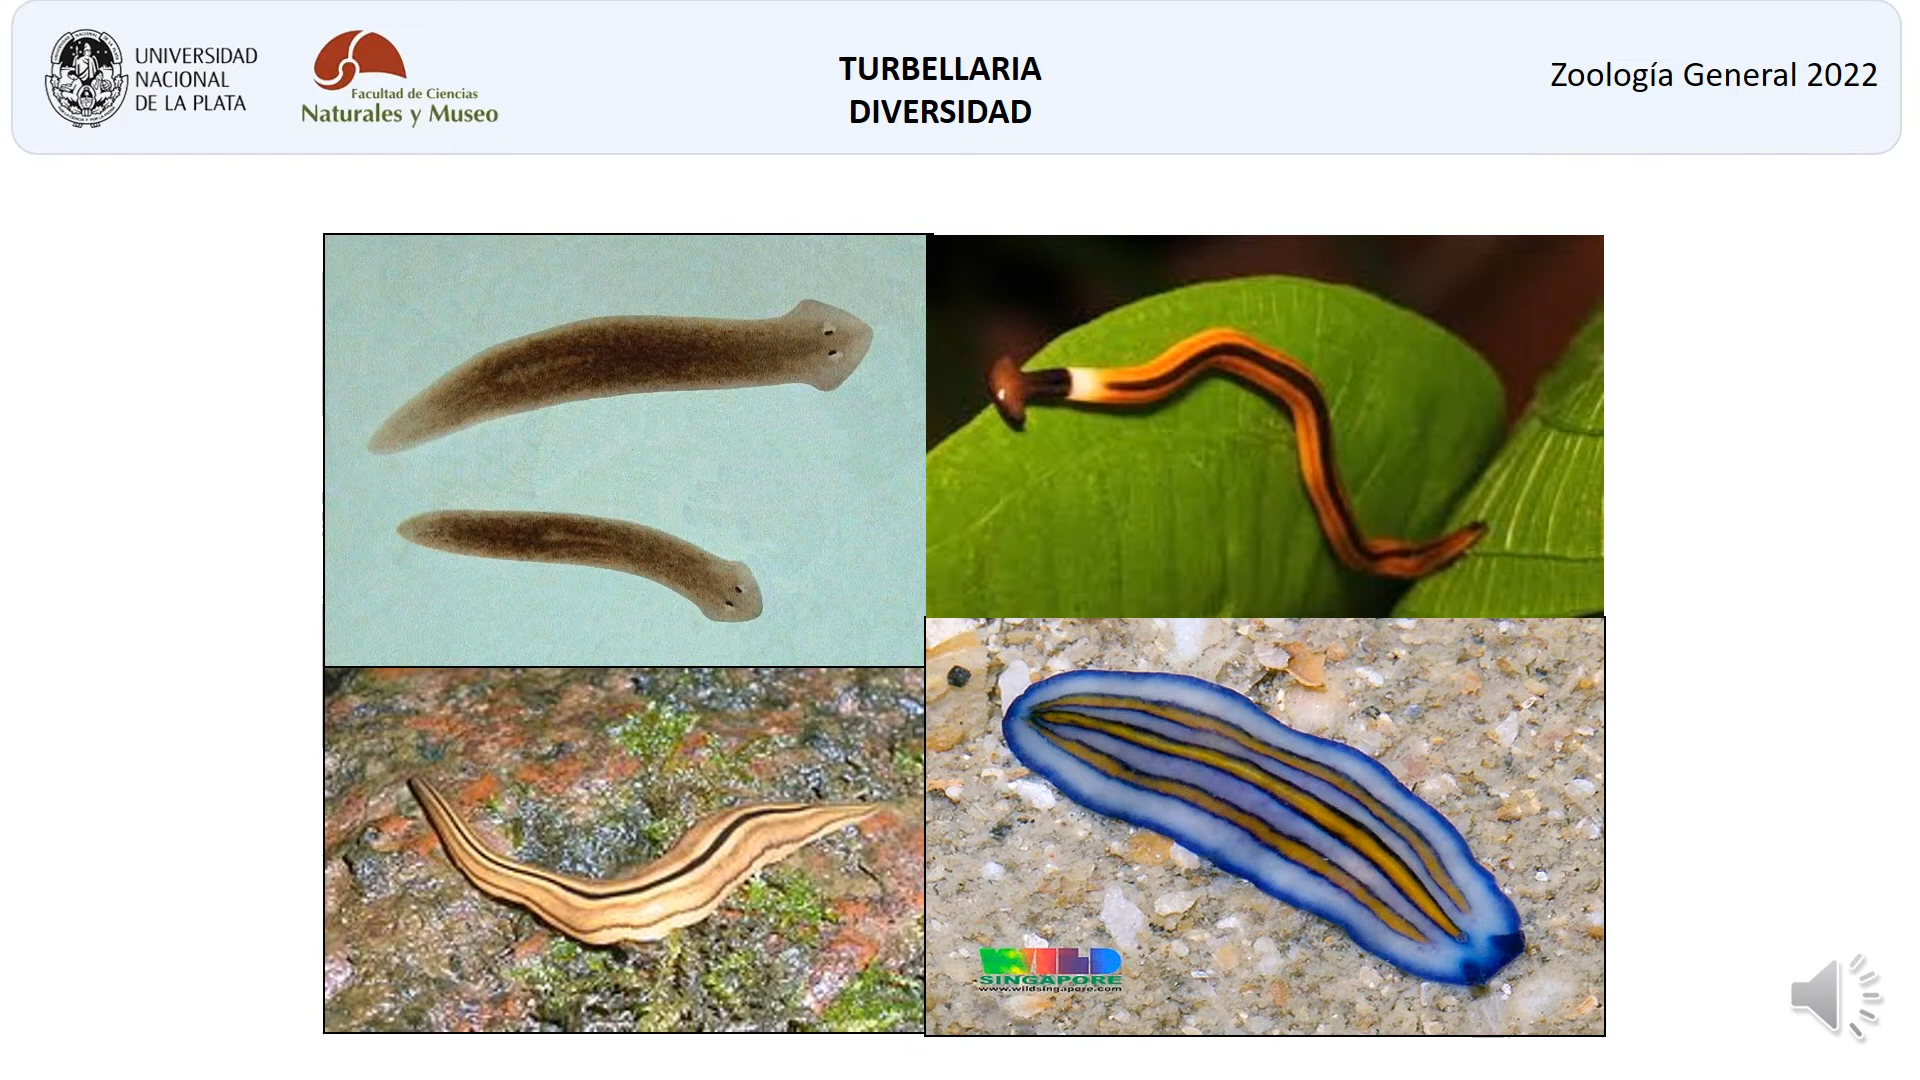 UNIVERSIDAD
NACIONAL
DE LA PLATA
Facultad de Ciencias
Naturales y Museo
TURBELLARIA
DIVERSIDAD
Zoología General 2022
WILD
SINGAPORE
www.wildsingapore.com